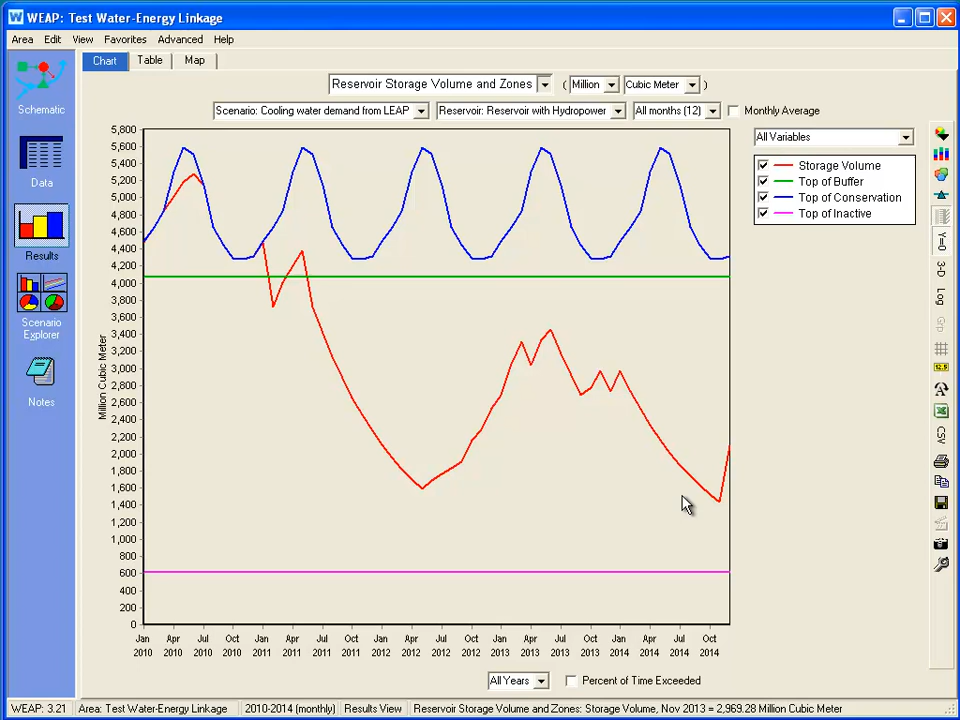 WEAP: Test Water-Energy Linkage
Area Edit View Favorites Advanced Help
Chart Table Map
Reservoir Storage Volume and Zones ( Million Cubic Meter )
Scenario: Cooling water demand from LEAP Reservoir: Reservoir with Hydropower All months (12) Monthly Average
Schematic
Data
Results
Scenario
Explorer
Notes
All Variables
Storage Volume
Top of Buffer
Top of Conservation
Top of Inactive
5,800
5,600
5,400
5,200
5,000
4,800
4,600
4,400
4,200
4,000
3,800
3,600
3,400
3,200
3,000
2,800
2,600
2,400
2,200
2,000
1,800
1,600
1,400
1,200
1,000
800
600
400
200
0
Million Cubic Meter
Jan Apr Jul Oct Jan Apr Jul Oct Jan Apr Jul Oct Jan Apr Jul Oct Jan Apr Jul Oct
2010 2010 2010 2010 2011 2011 2011 2011 2012 2012 2012 2012 2013 2013 2013 2013 2014 2014 2014 2014
Y=0
3-D
Log
Grp
12.5
CSV
All Years Percent of Time Exceeded
WEAP: 3.21 Area: Test Water-Energy Linkage 2010-2014 (monthly) Results View Reservoir Storage Volume and Zones: Storage Volume, Nov 2013 = 2,969.28 Million Cubic Meter